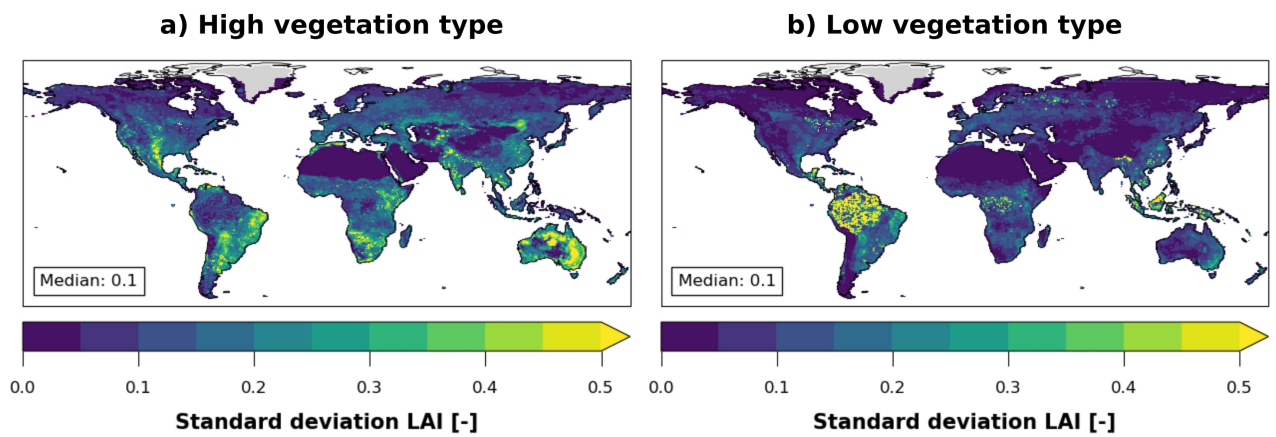 a) High vegetation type
b) Low vegetation type
Median: 0.1
Median: 0.1
0.0 0.1 0.2 0.3 0.4 0.5
0.0 0.1 0.2 0.3 0.4 0.5
Standard deviation LAI [-]
Standard deviation LAI [-]